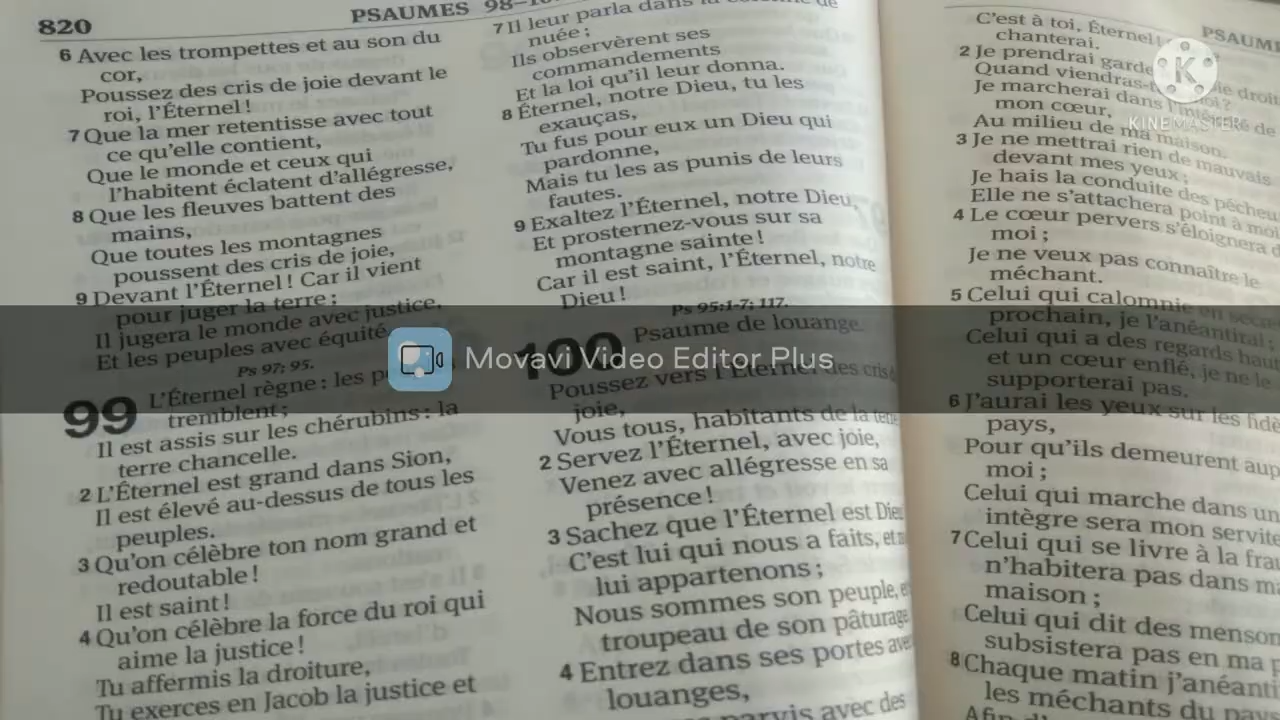 820
PSAUMES 98-10
6 Avec les trompettes et au son du
cor,
Poussez des cris de joie devant le
roi, l'Éternel !
7 Que la mer retentisse avec tout
ce qu'elle contient,
Que le monde et ceux qui
l'habitent éclatent d'allégresse,
8 Que les fleuves battent des
mains,
Que toutes les montagnes
poussent des cris de joie,
9 Devant l'Éternel ! Car il vient
pour juger la terre ;
Il jugera le monde avec justice,
Et les peuples avec équité
Ps 97; 95.
99 L'Éternel règne : les
tremblent ;
Il est assis sur les chérubins : la
terre chancelle.
2 L'Éternel est grand dans Sion,
Il est élevé au-dessus de tous les
peuples.
3 Qu'on célèbre ton nom grand et
redoutable !
Il est saint !
4 Qu'on célèbre la force du roi qui
aime la justice !
Tu affermis la droiture,
Tu exerces en Jacob la justice et
7 Il leur parla dans la de
nuée ;
Ils observèrent ses
commandements
Et la loi qu'il leur donna.
8 Éternel, notre Dieu, tu les
exauças,
Tu fus pour eux un Dieu qui
pardonne,
Mais tu les as punis de leurs
fautes.
9 Exaltez l'Éternel, notre Dieu,
Et prosternez-vous sur sa
montagne sainte !
Car il est saint, l'Éternel, notre
Dieu !
Ps 95:1-7; 117.
100 Psaume de louange.
Poussez vers l'Éternel des cris d
joie,
Vous tous, habitants de la terre
2 Servez l'Éternel, avec joie,
Venez avec allégresse en sa
présence !
3 Sachez que l'Éternel est Dieu
C'est lui qui nous a faits, et
lui appartenons ;
Nous sommes son peuple, e
troupeau de son pâturage
4 Entrez dans ses portes ave
louanges,
parvis avec des
PSAUM
C'est à toi, Éternel
chanterai.
2 Je prendrai garde droit
Quand viendras-t moi ?
Je marcherai dans de
mon cœur,
Au milieu de ma maison.
3 Je ne mettrai rien de mauvais
devant mes yeux ;
Je hais la conduite des pécheu
Elle ne s'attachera point à moi
4 Le cœur pervers s'éloignera d
moi ;
Je ne veux pas connaître le
méchant.
5 Celui qui calomnie en secre
prochain, je l'anéantirai ;
Celui qui a des regards haut
et un cœur enflé, je ne le
supporterai pas.
6 J'aurai les yeux sur les fidè
pays,
Pour qu'ils demeurent aup
moi ;
Celui qui marche dans un
intègre sera mon servite
7 Celui qui se livre à la frau
n'habitera pas dans m
maison ;
Celui qui dit des menson
subsistera pas en ma p
8 Chaque matin j'anéanti
les méchants du pays
Afin d'
KINEMASTER
Movavi Video Editor Plus